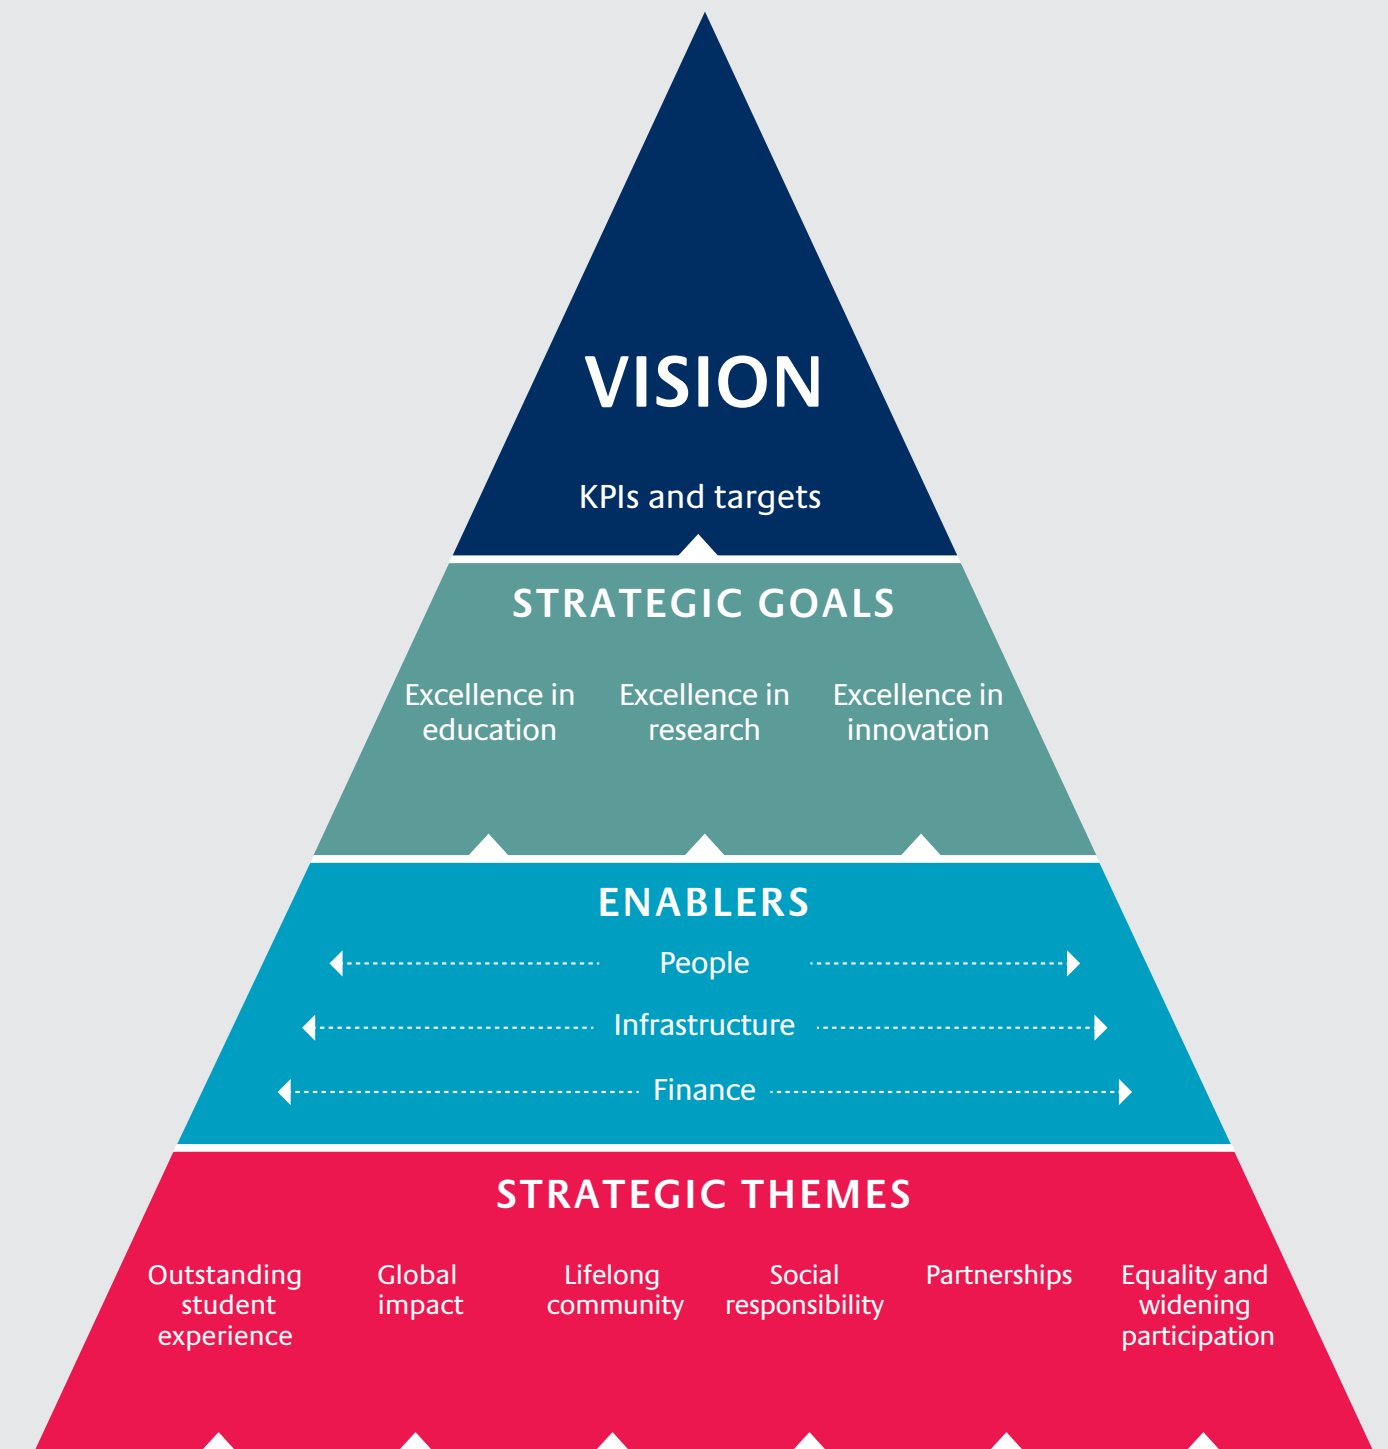 VISION
KPIs and targets
STRATEGIC GOALS
Excellence in
education
Excellence in
research
Excellence in
innovation
ENABLERS
People
Infrastructure
Finance
STRATEGIC THEMES
Outstanding
student
experience
Global
impact
Lifelong
community
Social
responsibility
Partnerships
Equality and
widening
participation